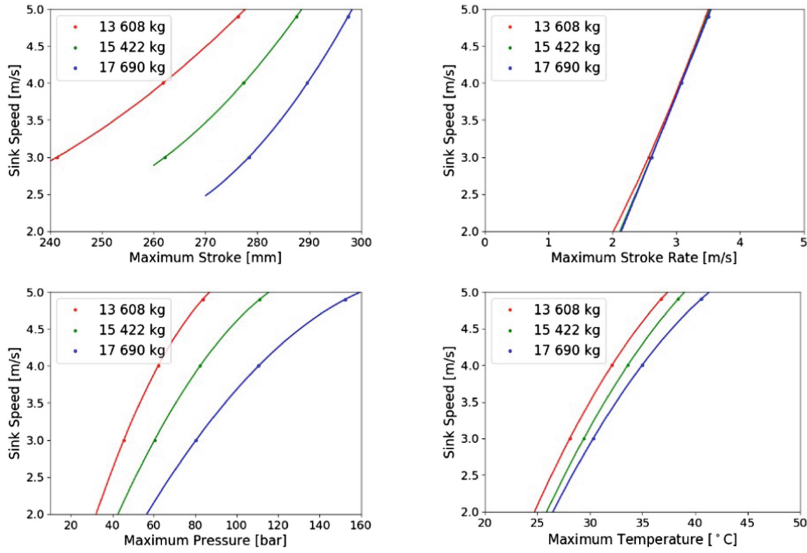 5.0
4.5
4.0
3.5
3.0
2.5
2.0
Sink Speed [m/s]
13 608 kg
15 422 kg
17 690 kg
240 250 260 270 280 290 300
Maximum Stroke [mm]
5.0
4.5
4.0
3.5
3.0
2.5
2.0
Sink Speed [m/s]
13 608 kg
15 422 kg
17 690 kg
0 1 2 3 4 5
Maximum Stroke Rate [m/s]
5.0
4.5
4.0
3.5
3.0
2.5
2.0
Sink Speed [m/s]
13 608 kg
15 422 kg
17 690 kg
20 40 60 80 100 120 140 160
Maximum Pressure [bar]
5.0
4.5
4.0
3.5
3.0
2.5
2.0
Sink Speed [m/s]
13 608 kg
15 422 kg
17 690 kg
20 25 30 35 40 45 50
Maximum Temperature [°C]